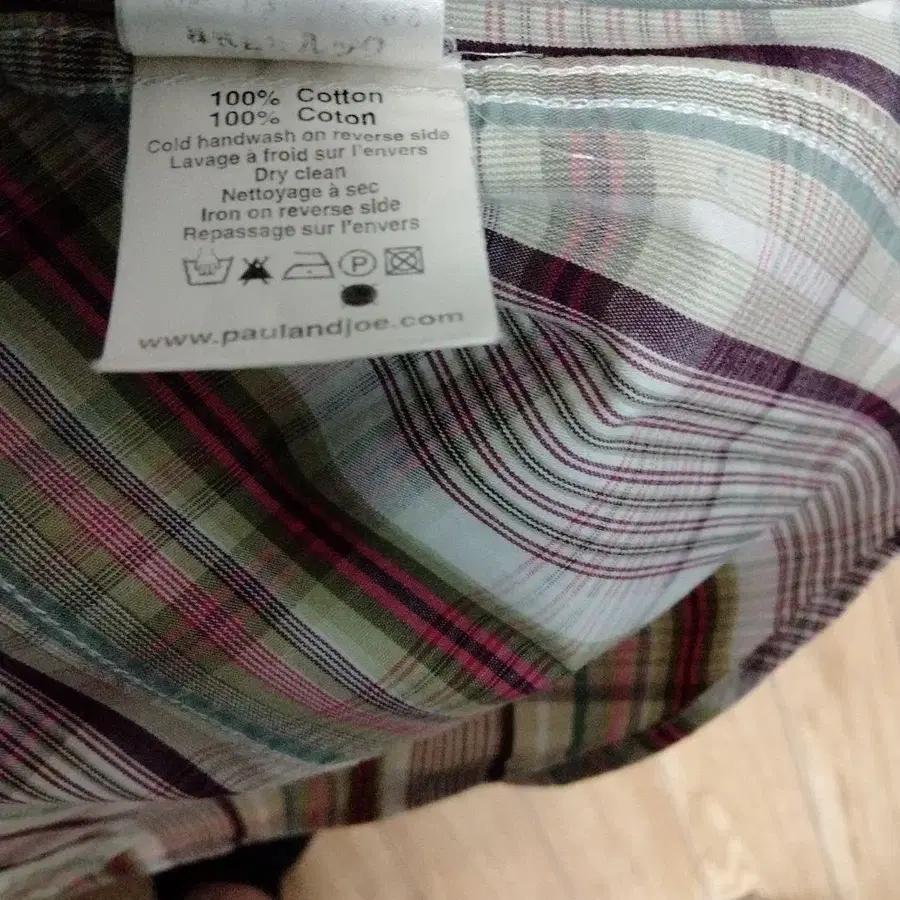 100% Cotton
100% Coton
Cold handwash on reverse side
Lavage à froid sur l'envers
Dry clean
Nettoyage à sec
Iron on reverse side
Repassage sur l'envers
P
www.paulandjoe.com